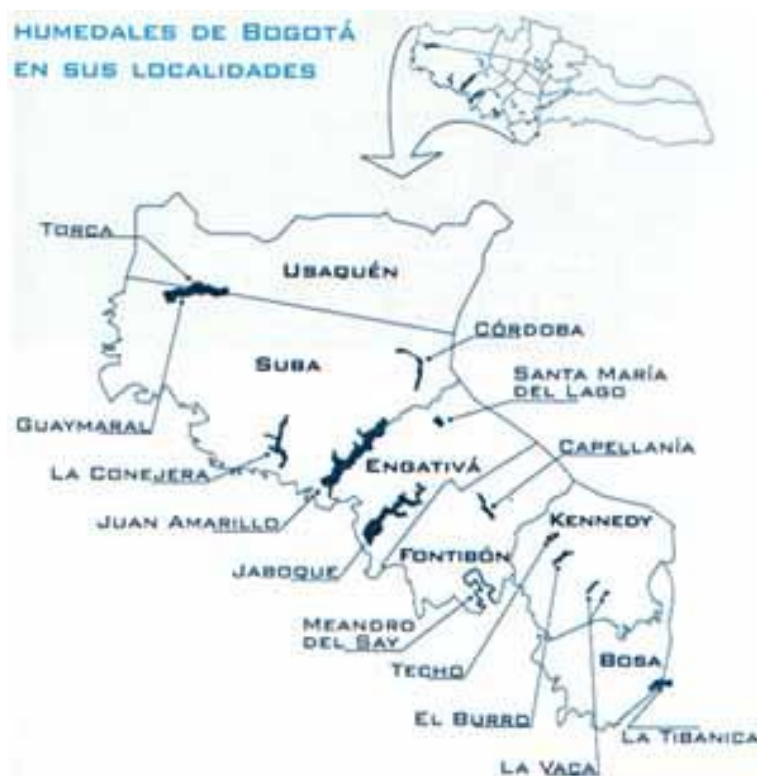 HUMEDALES DE BOGOTÁ
EN SUS LOCALIDADES
TORCA
USAQUÉN
CÓRDOBA
SUBA
SANTA MARÍA
DEL LAGO
GUAYMARAL
CAPELLANÍA
LA CONEJERA
ENGATIVÁ
JUAN AMARILLO
KENNEDY
JABOQUE
FONTIBÓN
MEANDRO
DEL SAY
TECHO
BOSA
EL BURRO
LA TIBANICA
LA VACA